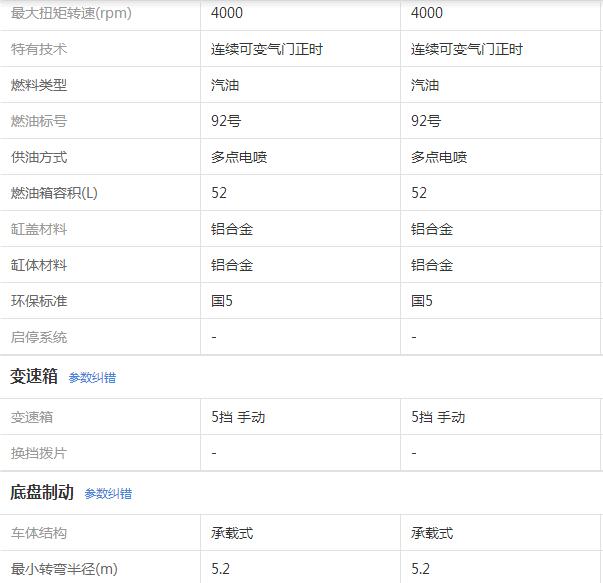 最大扭矩转速(rpm) 4000 4000
特有技术 连续可变气门正时 连续可变气门正时
燃料类型 汽油 汽油
燃油标号 92号 92号
供油方式 多点电喷 多点电喷
燃油箱容积(L) 52 52
缸盖材料 铝合金 铝合金
缸体材料 铝合金 铝合金
环保标准 国5 国5
启停系统 - -
变速箱 参数纠错
变速箱 5挡 手动 5挡 手动
换挡拨片 - -
底盘制动 参数纠错
车体结构 承载式 承载式
最小转弯半径(m) 5.2 5.2